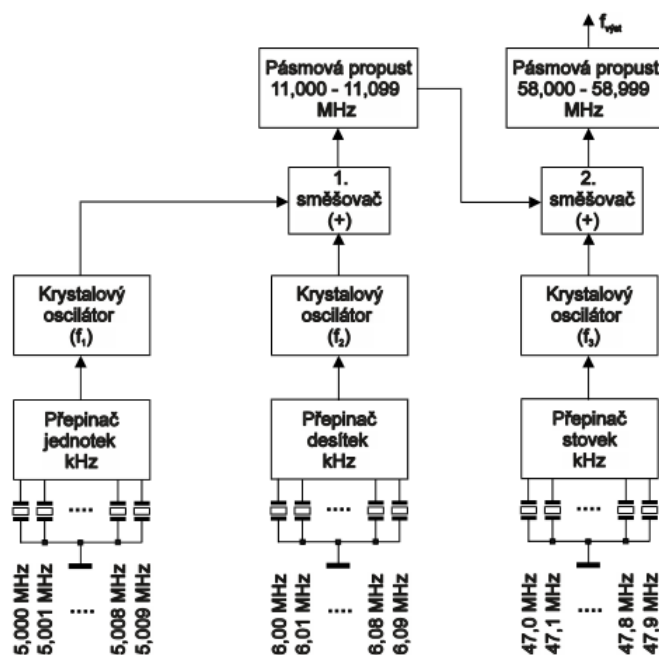 f_výst
Pásmová propust
11,000 - 11,099
MHz
Pásmová propust
58,000 - 58,999
MHz
1.
směšovač
(+)
2.
směšovač
(+)
Krystalový
oscilátor
(f₁)
Krystalový
oscilátor
(f₂)
Krystalový
oscilátor
(f₃)
Přepinač
jednotek
kHz
Přepinač
desítek
kHz
Přepinač
stovek
kHz
....
....
....
5,000 MHz
5,001 MHz
....
5,008 MHz
5,009 MHz
6,00 MHz
6,01 MHz
....
6,08 MHz
6,09 MHz
47,0 MHz
47,1 MHz
....
47,8 MHz
47,9 MHz